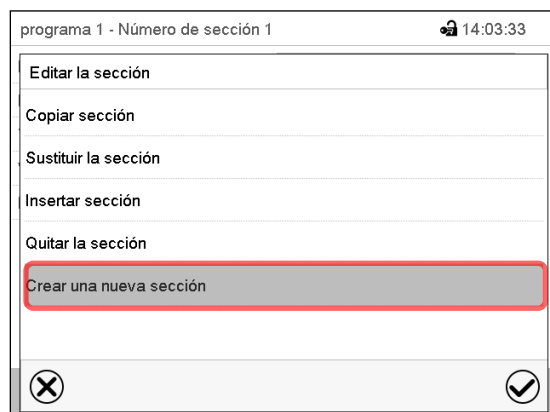 programa 1 - Número de sección 1 14:03:33
Editar la sección
Copiar sección
Sustituir la sección
Insertar sección
Quitar la sección
Crear una nueva sección